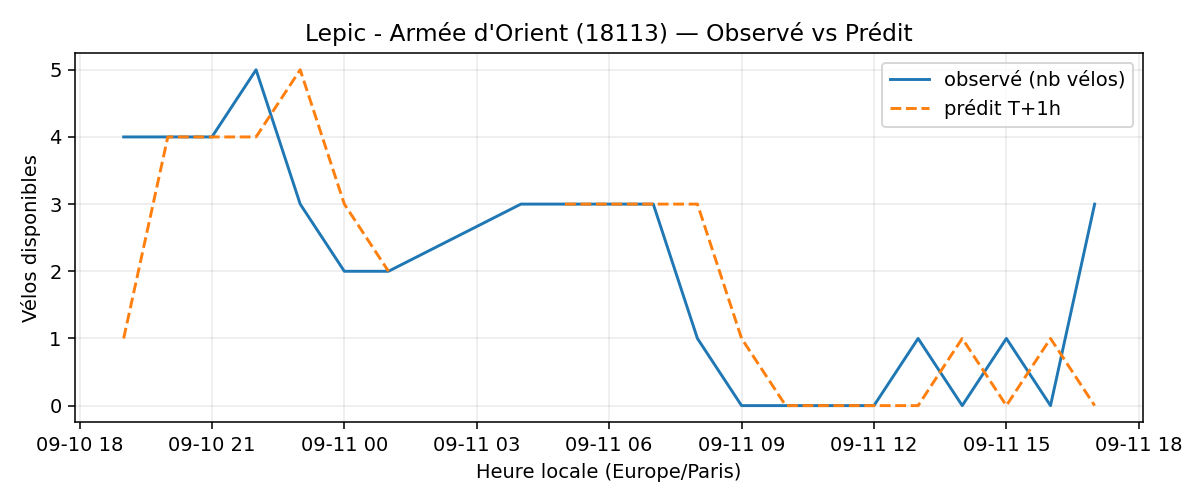 Lepic - Armée d'Orient (18113) — Observé vs Prédit
observé (nb vélos)
prédit T+1h
Vélos disponibles
5
4
3
2
1
0
09-10 18 09-10 21 09-11 00 09-11 03 09-11 06 09-11 09 09-11 12 09-11 15 09-11 18
Heure locale (Europe/Paris)